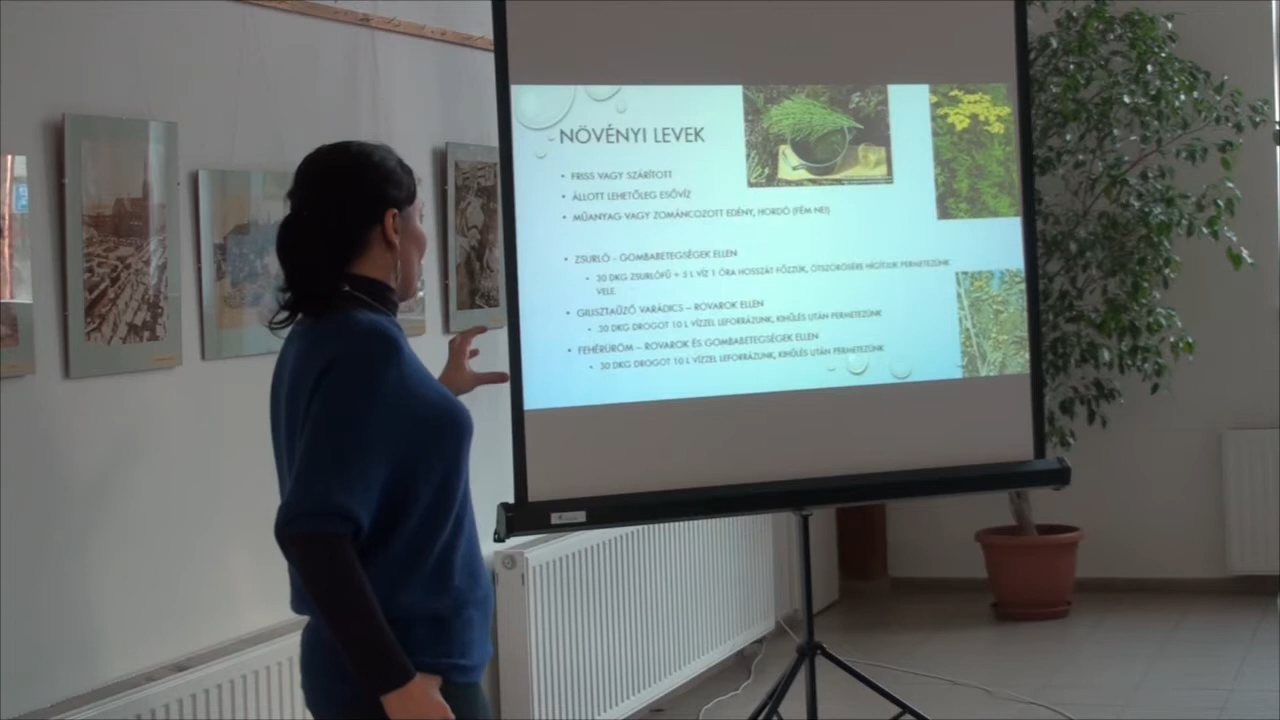 NÖVÉNYI LEVEK
• FRISS VAGY SZÁRÍTOTT
• ÁLLOTT LEHETŐLEG ESŐVÍZ
• MŰANYAG VAGY ZOMÁNCOZOTT EDÉNY, HORDÓ (FÉM NE!)
• ZSURLÓ – GOMBABETEGSÉGEK ELLEN
• 30 DKG ZSURLÓFŰ + 5 L VÍZ 1 ÓRA HOSSZÁT FŐZZÜK, ÖTSZÖRÖSÉRE HÍGÍTJUK PERMETEZÜNK
VELE.
• GILISZTAŰZŐ VARÁDICS – ROVAROK ELLEN
• 30 DKG DROGOT 10 L VÍZZEL LEFORRÁZUNK, KIHŰLÉS UTÁN PERMETEZÜNK
• FEHÉRÜRÖM – ROVAROK ÉS GOMBABETEGSÉGEK ELLEN
• 30 DKG DROGOT 10 L VÍZZEL LEFORRÁZUNK, KIHŰLÉS UTÁN PERMETEZÜNK